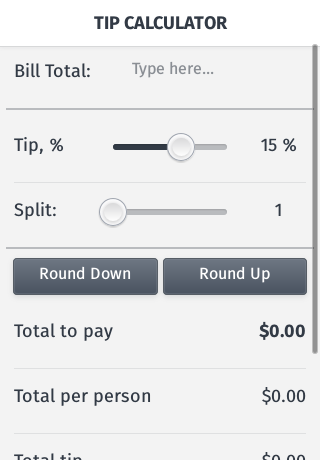 TIP CALCULATOR
Bill Total: Type here...
Tip, % 15 %
Split: 1
Round Down Round Up
Total to pay $0.00
Total per person $0.00
Total tip $0.00